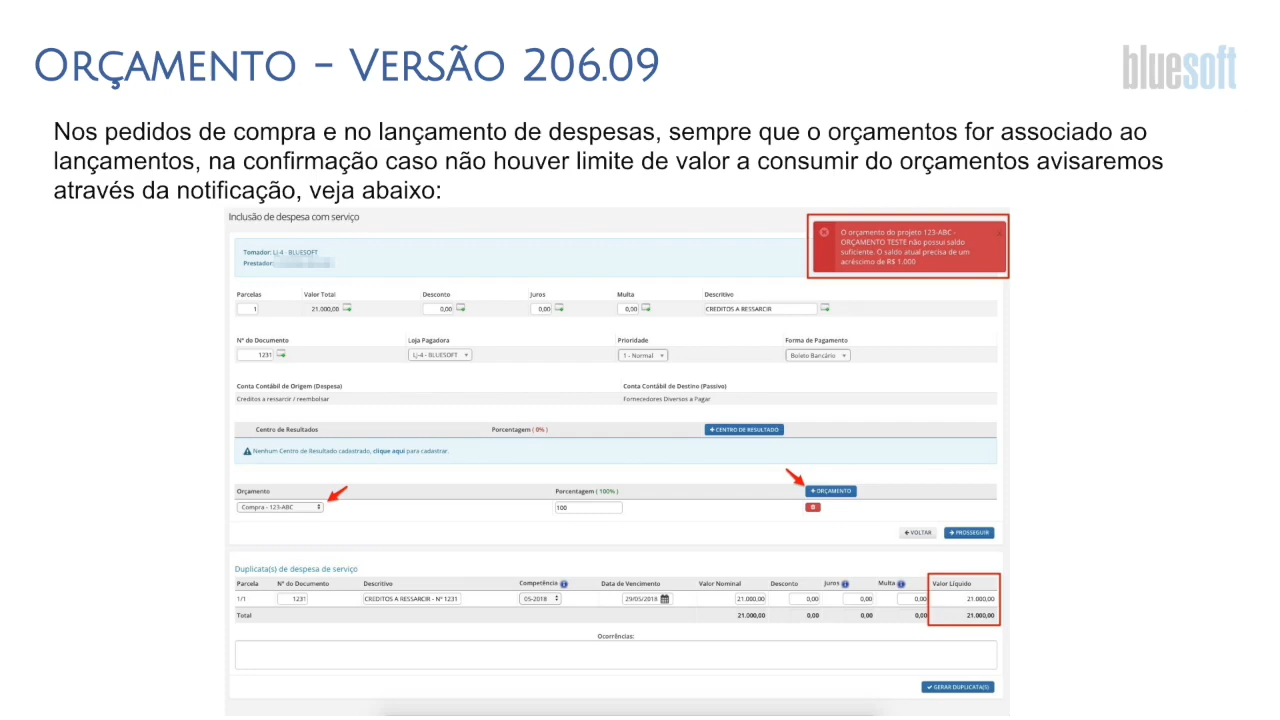 Orçamento - Versão 206.09
bluesoft
Nos pedidos de compra e no lançamento de despesas, sempre que o orçamentos for associado ao
lançamentos, na confirmação caso não houver limite de valor a consumir do orçamentos avisaremos
através da notificação, veja abaixo:
Inclusão de despesa com serviço
O orçamento do projeto 123-ABC -
ORÇAMENTO TESTE não possui saldo
suficiente. O saldo atual precisa de um
acréscimo de R$ 1.000
Tomador: LJ-4 - BLUESOFT
Prestador:
Parcelas Valor Total Desconto Juros Multa Descritivo
1 21.000,00 0,00 0,00 0,00 CREDITOS A RESSARCIR
Nº do Documento Loja Pagadora Prioridade Forma de Pagamento
1231 LJ-4 - BLUESOFT 1 - Normal Boleto Bancário
Conta Contábil de Origem (Despesa) Conta Contábil de Destino (Passivo)
Creditos a ressarcir / reembolsar Fornecedores Diversos a Pagar
Centro de Resultados Porcentagem ( 0% ) + CENTRO DE RESULTADO
Nenhum Centro de Resultado cadastrado, clique aqui para cadastrar.
Orçamento Porcentagem ( 100% ) + ORÇAMENTO
Compra - 123-ABC 100
VOLTAR PROSSEGUIR
Duplicata(s) de despesa de serviço
Parcela Nº do Documento Descritivo Competência Data de Vencimento Valor Nominal Desconto Juros Multa Valor Líquido
1/1 1231 CREDITOS A RESSARCIR - Nº 1231 05-2018 29/05/2018 21.000,00 0,00 0,00 0,00 21.000,00
Total 21.000,00 0,00 0,00 0,00 21.000,00
Ocorrências:
GERAR DUPLICATA(S)